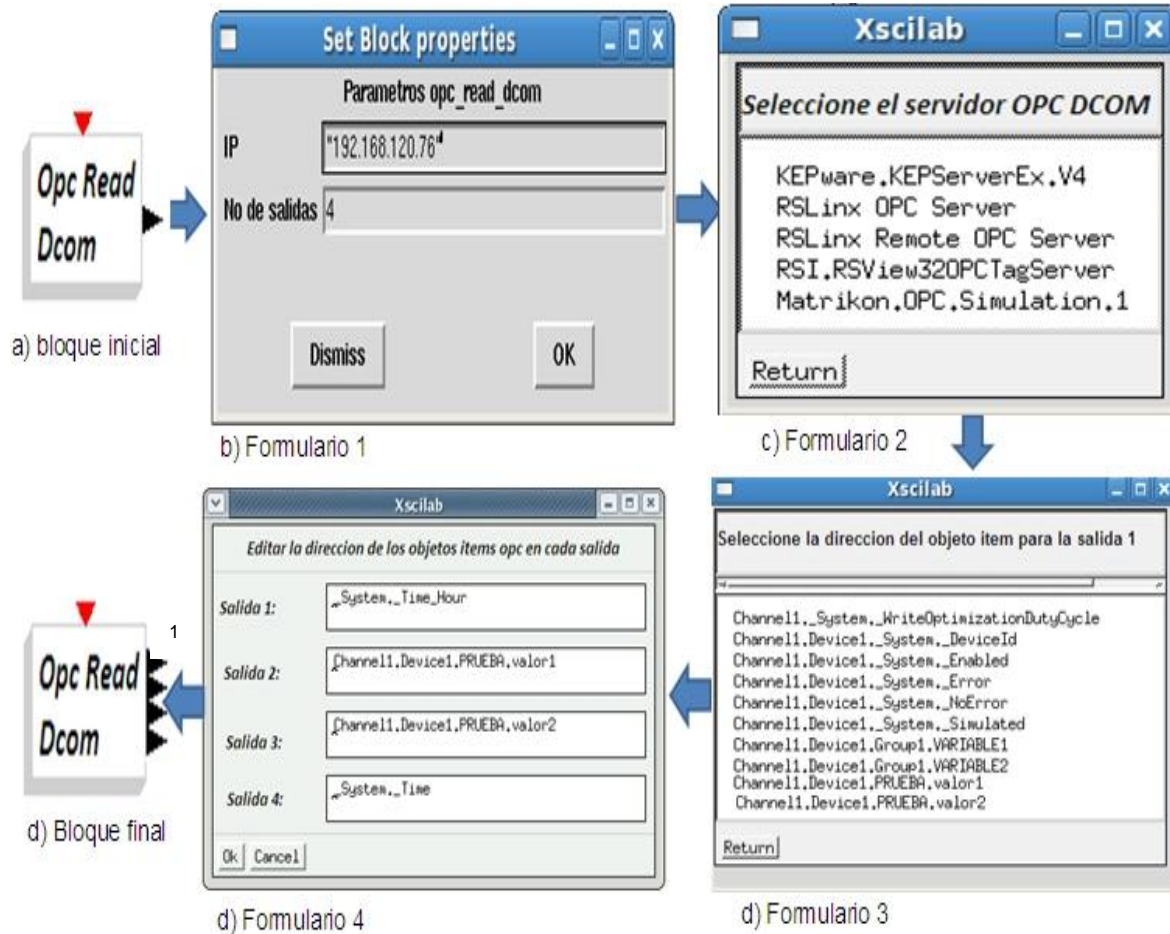 Opc Read
Dcom
a) bloque inicial
Set Block properties
Parametros opc_read_dcom
IP
"192.168.120.76"
No de salidas
4
Dismiss
OK
b) Formulario 1
Xscilab
Seleccione el servidor OPC DCOM
KEPware.KEPServerEx.V4
RSLinx OPC Server
RSLinx Remote OPC Server
RSI.RSView32OPCTagServer
Matrikon.OPC.Simulation.1
Return
c) Formulario 2
Xscilab
Seleccione la direccion del objeto item para la salida 1
Channel1._System._WriteOptimizationDutyCycle
Channel1.Device1._System._DeviceId
Channel1.Device1._System._Enabled
Channel1.Device1._System._Error
Channel1.Device1._System._NoError
Channel1.Device1._System._Simulated
Channel1.Device1.Group1.VARIABLE1
Channel1.Device1.Group1.VARIABLE2
Channel1.Device1.PRUEBA.valor1
Channel1.Device1.PRUEBA.valor2
Return
d) Formulario 3
Xscilab
Editar la direccion de los objetos items opc en cada salida
Salida 1:
_System._Time_Hour
Salida 2:
Channel1.Device1.PRUEBA.valor1
Salida 3:
Channel1.Device1.PRUEBA.valor2
Salida 4:
_System._Time
Ok
Cancel
d) Formulario 4
1
Opc Read
Dcom
d) Bloque final